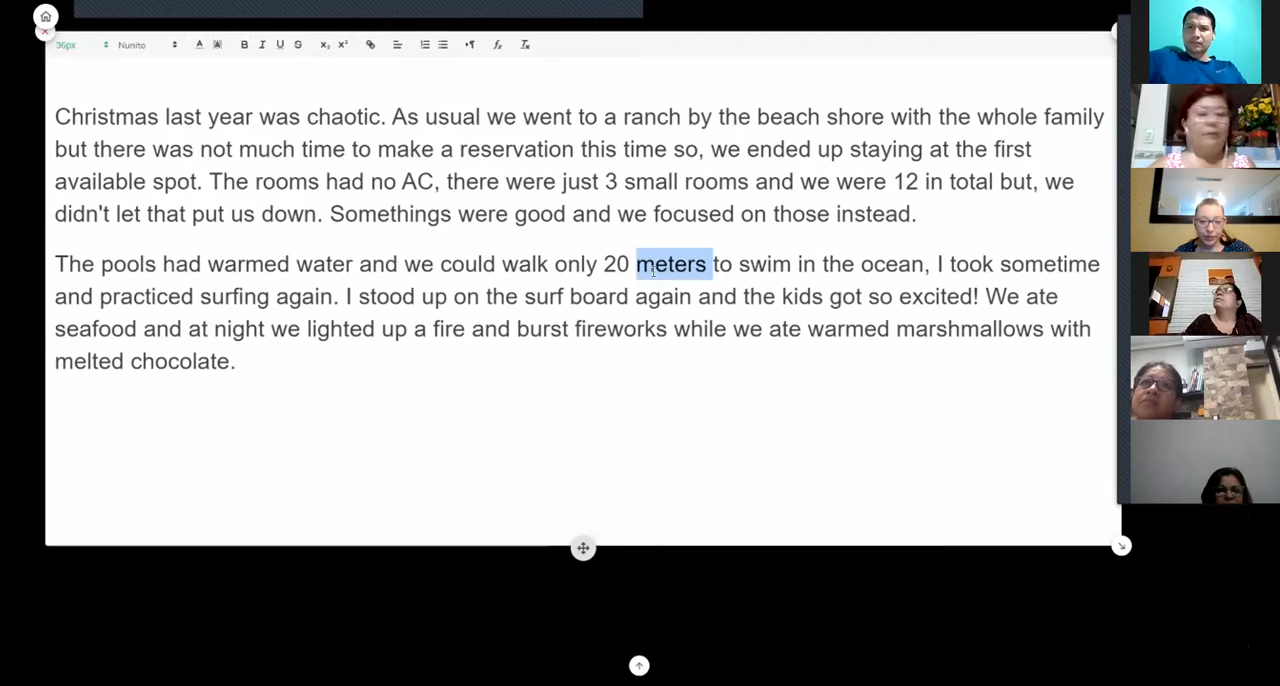 36px Nunito A A B I U S X₂ X² fx Tx
Christmas last year was chaotic. As usual we went to a ranch by the beach shore with the whole family
but there was not much time to make a reservation this time so, we ended up staying at the first
available spot. The rooms had no AC, there were just 3 small rooms and we were 12 in total but, we
didn't let that put us down. Somethings were good and we focused on those instead.
The pools had warmed water and we could walk only 20 meters to swim in the ocean, I took sometime
and practiced surfing again. I stood up on the surf board again and the kids got so excited! We ate
seafood and at night we lighted up a fire and burst fireworks while we ate warmed marshmallows with
melted chocolate.